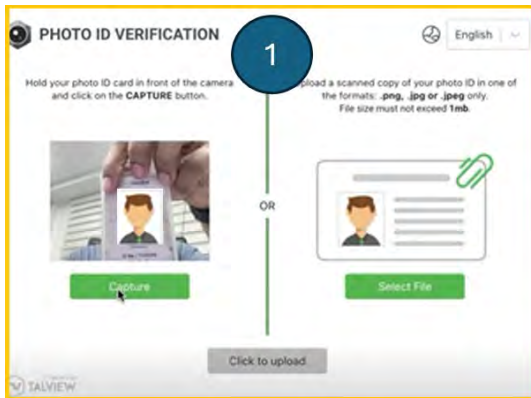 PHOTO ID VERIFICATION
1
English
Hold your photo ID card in front of the camera
and click on the CAPTURE button.
pload a scanned copy of your photo ID in one of
the formats: .png, .jpg or .jpeg only.
File size must not exceed 1mb.
OR
Capture
Select File
Click to upload
TALVIEW